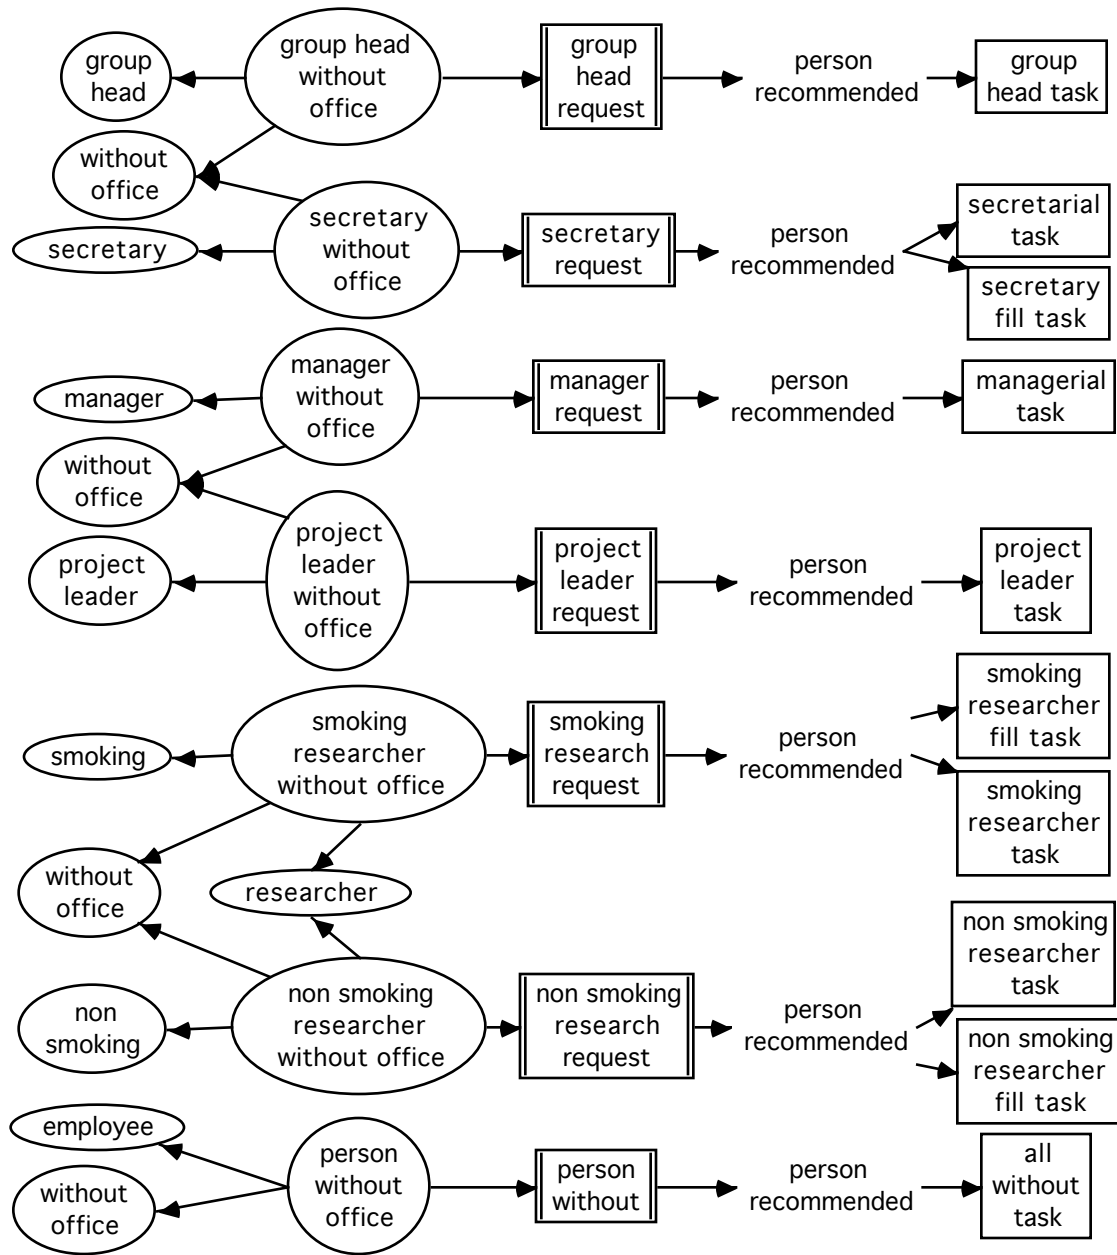 group
head
group head
without
office
group
head
request
person
recommended
group
head task
without
office
secretary
secretary
without
office
secretary
request
person
recommended
secretarial
task
secretary
fill task
manager
manager
without
office
manager
request
person
recommended
managerial
task
without
office
project
leader
project
leader
without
office
project
leader
request
person
recommended
project
leader
task
smoking
smoking
researcher
without office
smoking
research
request
person
recommended
smoking
researcher
fill task
smoking
researcher
task
without
office
researcher
non
smoking
non smoking
researcher
without office
non smoking
research
request
person
recommended
non smoking
researcher
task
non smoking
researcher
fill task
employee
without
office
person
without
office
person
without
person
recommended
all
without
task